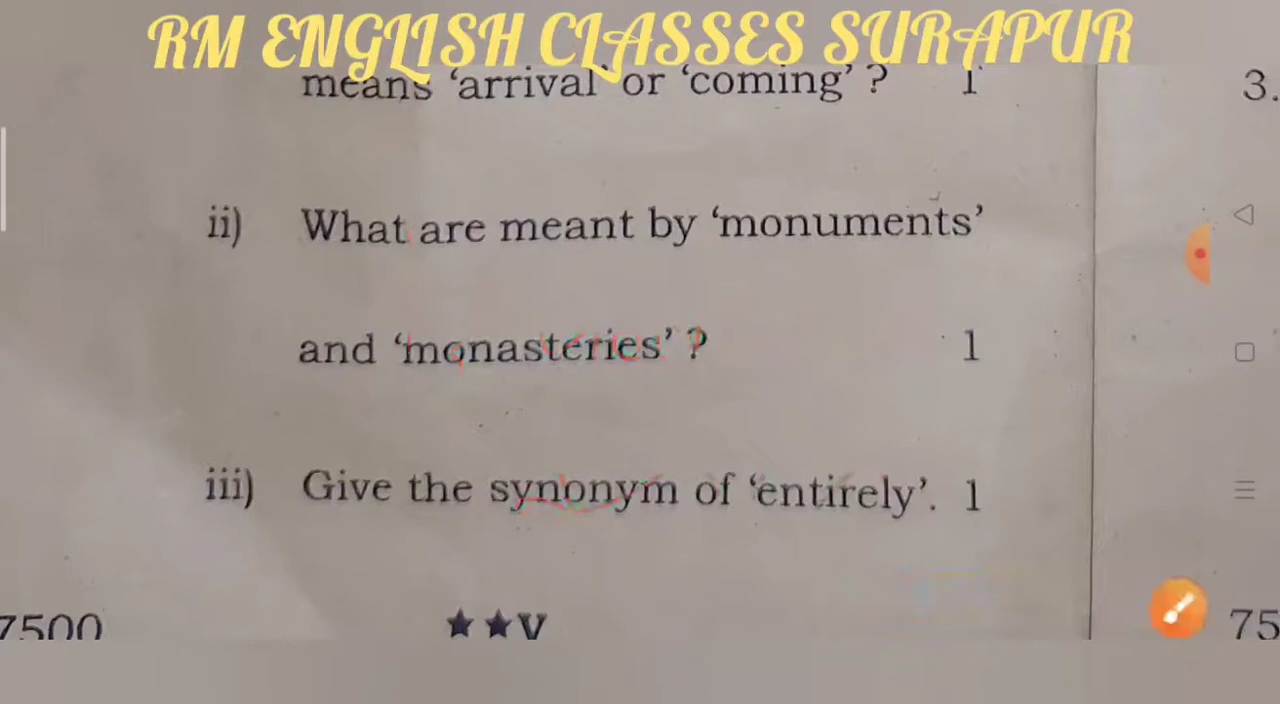 RM ENGLISH CLASSES SURAPUR
means 'arrival' or 'coming' ? 1
3.
ii) What are meant by 'monuments'
and 'monasteries' ? 1
iii) Give the synonym of 'entirely'. 1
7500 ★★V 75